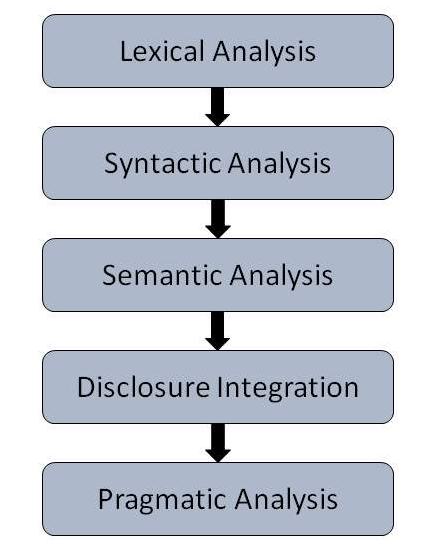 Lexical Analysis
Syntactic Analysis
Semantic Analysis
Disclosure Integration
Pragmatic Analysis